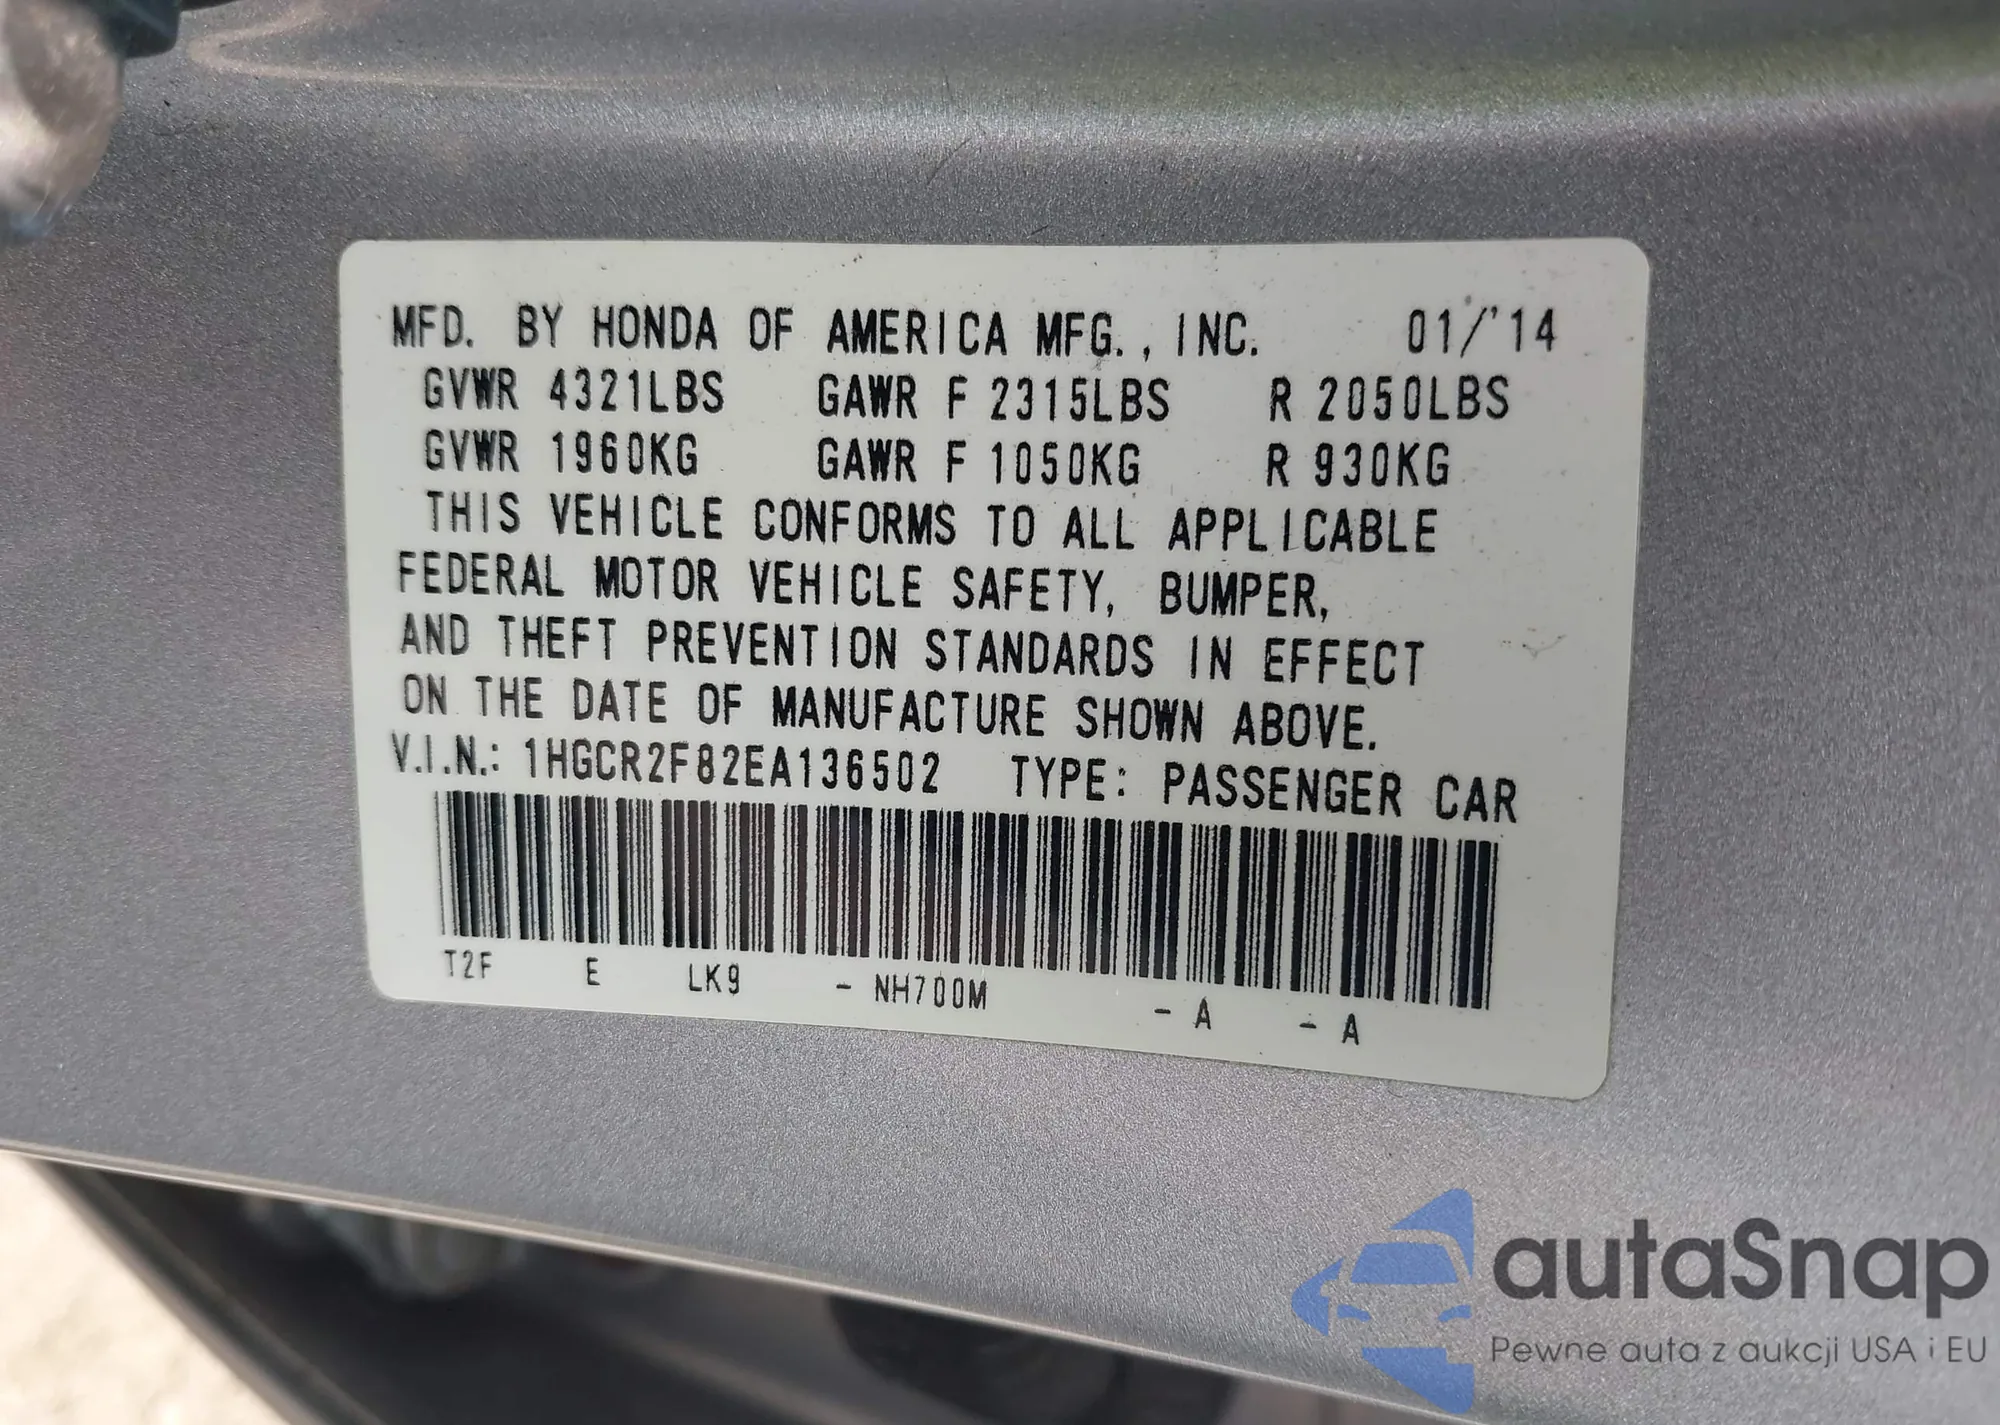 MFD. BY HONDA OF AMERICA MFG., INC. 01/'14
GVWR 4321LBS GAWR F 2315LBS R 2050LBS
GVWR 1960KG GAWR F 1050KG R 930KG
THIS VEHICLE CONFORMS TO ALL APPLICABLE
FEDERAL MOTOR VEHICLE SAFETY, BUMPER,
AND THEFT PREVENTION STANDARDS IN EFFECT
ON THE DATE OF MANUFACTURE SHOWN ABOVE.
V.I.N.: 1HGCR2F82EA136502 TYPE: PASSENGER CAR
T2F E LK9 - NH700M - A - A
autaSnap
Pewne auta z aukcji USA i EU